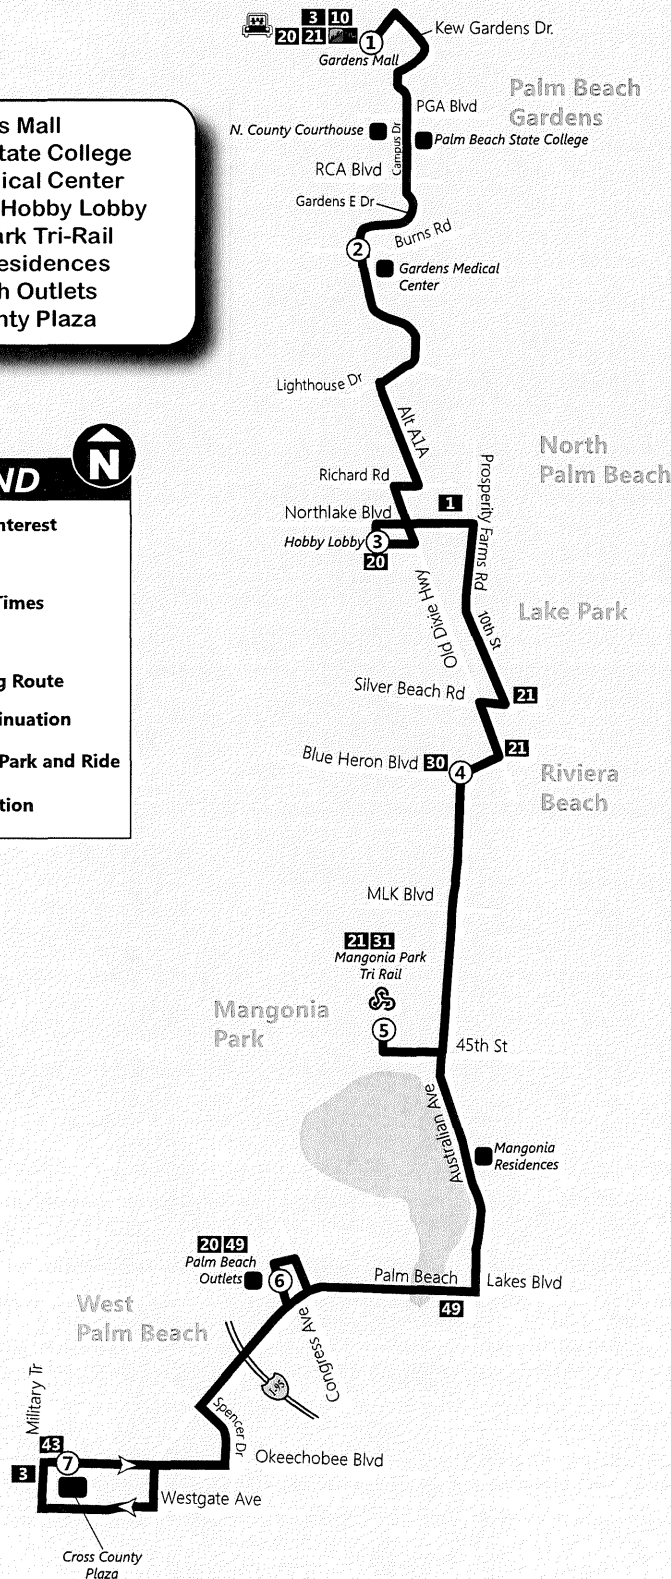 3 10
20 21
1
Gardens Mall
Kew Gardens Dr.
Palm Beach
Gardens
PGA Blvd
N. County Courthouse
Campus Dr
Palm Beach State College
RCA Blvd
Gardens E Dr
Burns Rd
2
Gardens Medical
Center
s Mall
tate College
ical Center
Hobby Lobby
ark Tri-Rail
esidences
h Outlets
nty Plaza
Lighthouse Dr
Alt A1A
N
ND
nterest
Times
g Route
inuation
Park and Ride
tion
North
Palm Beach
Richard Rd
Prosperity Farms Rd
1
Northlake Blvd
Hobby Lobby
3
20
Old Dixie Hwy
10th St
Lake Park
Silver Beach Rd
21
21
Blue Heron Blvd
30
4
Riviera
Beach
MLK Blvd
21 31
Mangonia Park
Tri Rail
Mangonia
Park
5
45th St
Australian Ave
Mangonia
Residences
20 49
Palm Beach
Outlets
6
Palm Beach
Lakes Blvd
49
West
Palm Beach
Congress Ave
I-95
Military Tr
Spencer Dr
43
7
3
Okeechobee Blvd
Westgate Ave
Cross County
Plaza